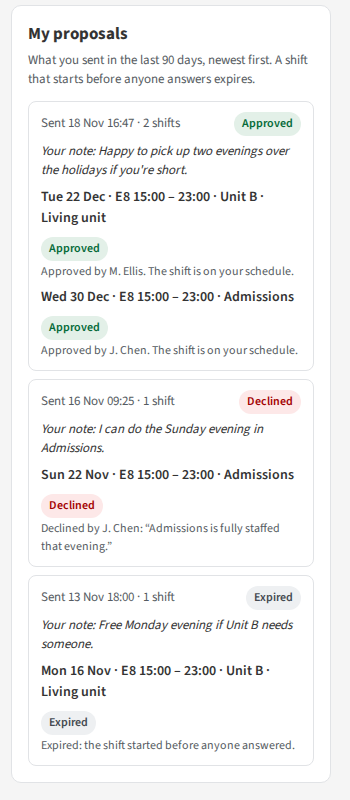 My proposals
What you sent in the last 90 days, newest first. A shift
that starts before anyone answers expires.
Sent 18 Nov 16:47 · 2 shifts
Approved
Your note: Happy to pick up two evenings over
the holidays if you're short.
Tue 22 Dec · E8 15:00 – 23:00 · Unit B ·
Living unit
Approved
Approved by M. Ellis. The shift is on your schedule.
Wed 30 Dec · E8 15:00 – 23:00 · Admissions
Approved
Approved by J. Chen. The shift is on your schedule.
Sent 16 Nov 09:25 · 1 shift
Declined
Your note: I can do the Sunday evening in
Admissions.
Sun 22 Nov · E8 15:00 – 23:00 · Admissions
Declined
Declined by J. Chen: “Admissions is fully staffed
that evening.”
Sent 13 Nov 18:00 · 1 shift
Expired
Your note: Free Monday evening if Unit B needs
someone.
Mon 16 Nov · E8 15:00 – 23:00 · Unit B ·
Living unit
Expired
Expired: the shift started before anyone answered.